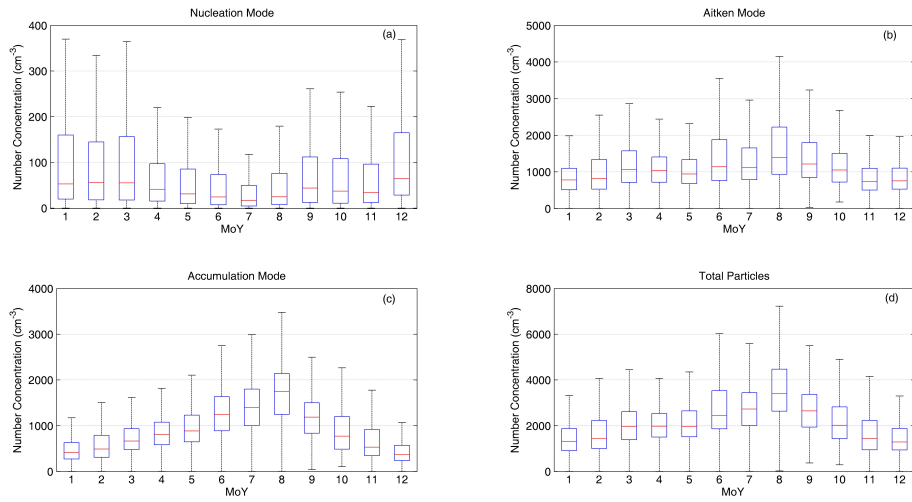 Nucleation Mode
(a)
Number Concentration (cm-3)
400
300
200
100
0
1 2 3 4 5 6 7 8 9 10 11 12
MoY
Aitken Mode
(b)
Number Concentration (cm-3)
5000
4000
3000
2000
1000
0
1 2 3 4 5 6 7 8 9 10 11 12
MoY
Accumulation Mode
(c)
Number Concentration (cm-3)
4000
3000
2000
1000
0
1 2 3 4 5 6 7 8 9 10 11 12
MoY
Total Particles
(d)
Number Concentration (cm-3)
8000
6000
4000
2000
0
1 2 3 4 5 6 7 8 9 10 11 12
MoY